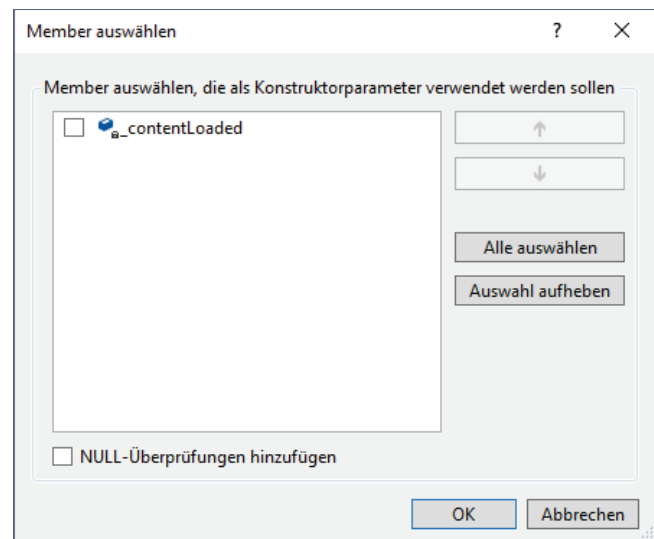 Member auswählen
Member auswählen, die als Konstruktorparameter verwendet werden sollen
_contentLoaded
Alle auswählen
Auswahl aufheben
NULL-Überprüfungen hinzufügen
OK Abbrechen